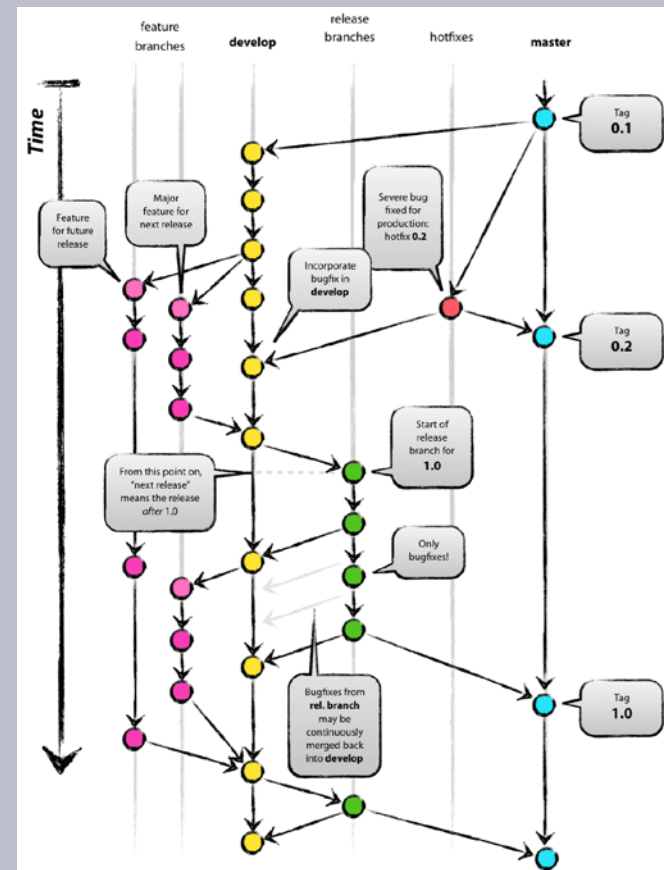 feature
branches
develop
release
branches
hotfixes
master
Time
Tag
0.1
Major
feature for
next release
Feature
for future
release
Severe bug
fixed for
production:
hotfix 0.2
Incorporate
bugfix in
develop
Tag
0.2
Start of
release
branch for
1.0
From this point on,
"next release"
means the release
after 1.0
Only
bugfixes!
Bugfixes from
rel. branch
may be
continuously
merged back
into develop
Tag
1.0